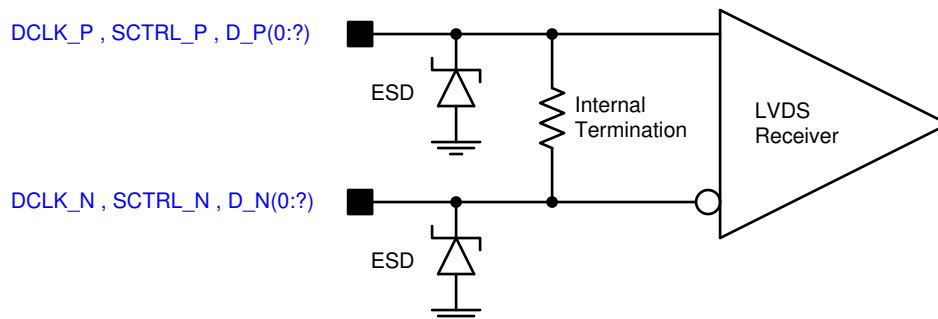 DCLK_P , SCTRL_P , D_P(0:?)
ESD
Internal
Termination
LVDS
Receiver
DCLK_N , SCTRL_N , D_N(0:?)
ESD